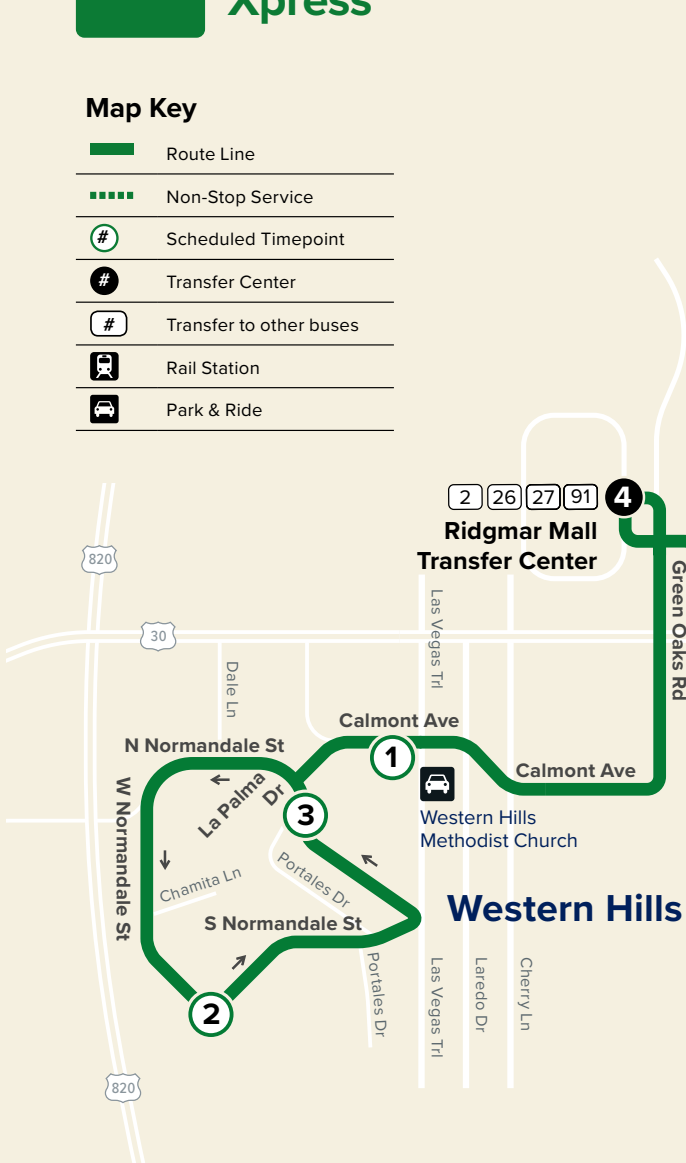 Xpress
Map Key
Route Line
Non-Stop Service
# Scheduled Timepoint
# Transfer Center
# Transfer to other buses
Rail Station
Park & Ride
2 26 27 91 4
Ridgmar Mall
Transfer Center
820
Green Oaks Rd
Las Vegas Trl
30
Dale Ln
Calmont Ave
N Normandale St
1
Calmont Ave
La Palma
Dr
W Normandale St
3
Western Hills
Methodist Church
Portales Dr
Chamita Ln
Western Hills
S Normandale St
Portales Dr
Las Vegas Trl
Laredo Dr
Cherry Ln
2
820